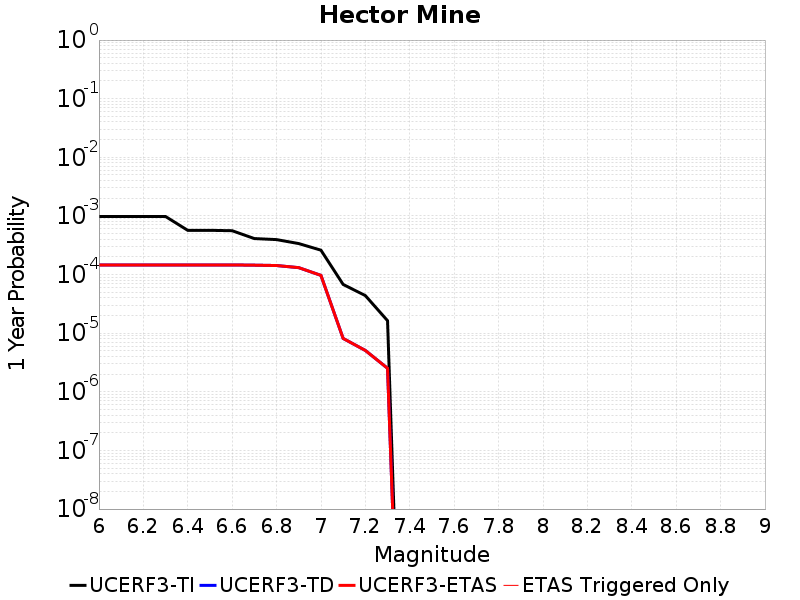 Hector Mine
1 Year Probability
10^0
10^-1
10^-2
10^-3
10^-4
10^-5
10^-6
10^-7
10^-8
6 6.2 6.4 6.6 6.8 7 7.2 7.4 7.6 7.8 8 8.2 8.4 8.6 8.8 9
Magnitude
UCERF3-TI UCERF3-TD UCERF3-ETAS ETAS Triggered Only